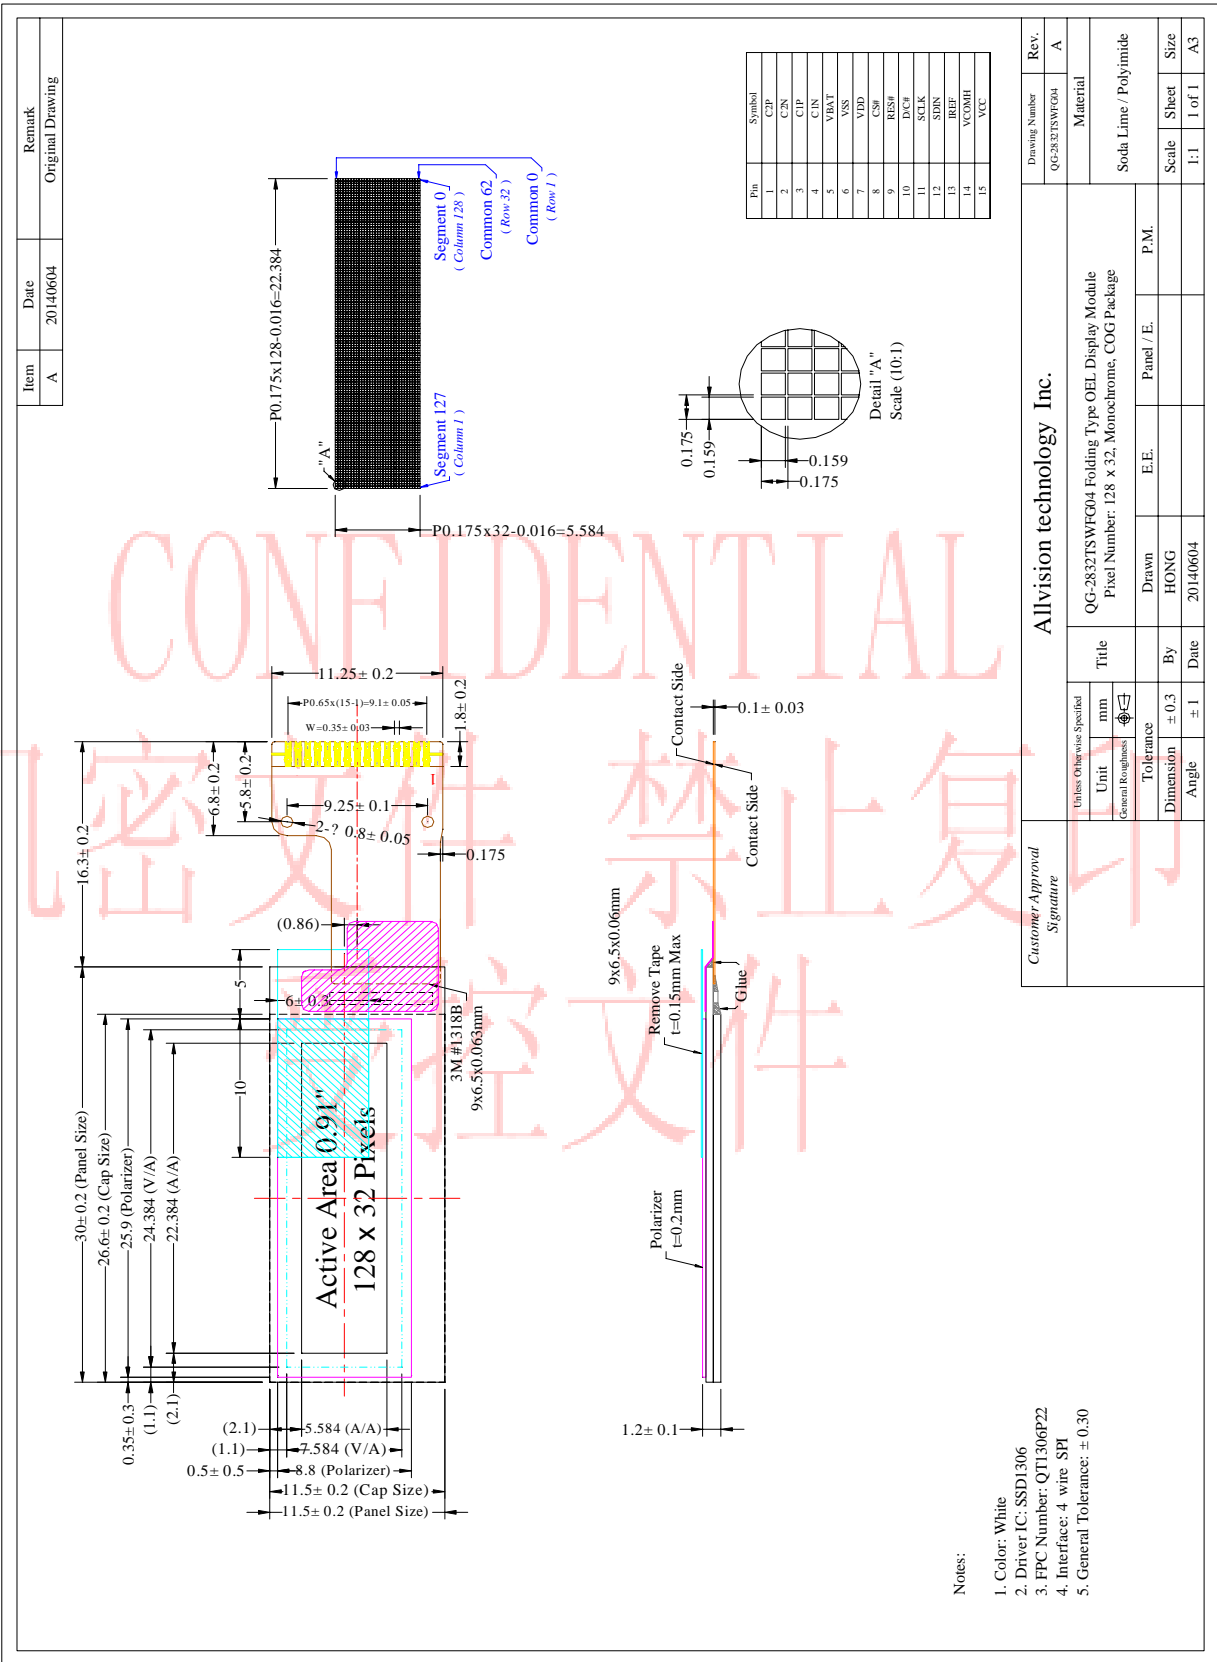 Item Date Remark
A 20140604 Original Drawing
P0.175x128-0.016=22.384
"A"
Segment 127
( Column 1 )
Segment 0
( Column 128 )
Common 62
( Row 32 )
Common 0
( Row 1 )
P0.175x32-0.016=5.584
0.175
0.159
0.159
0.175
Detail "A"
Scale (10:1)
Pin Symbol
1 C2P
2 C2N
3 C1P
4 C1N
5 VBAT
6 VSS
7 VDD
8 CS#
9 RES#
10 D/C#
11 SCLK
12 SDIN
13 IREF
14 VCOMH
15 VCC
CONFIDENTIAL
机密文件 禁止复印
受控文件
30± 0.2 (Panel Size)
26.6± 0.2 (Cap Size)
25.9 (Polarizer)
24.384 (V/A)
22.384 (A/A)
0.35± 0.3
(1.1)
(2.1)
16.3± 0.2
6.8± 0.2
5.8± 0.2
11.25± 0.2
P0.65x(15-1)=9.1± 0.05
W=0.35± 0.03
1.8± 0.2
1
9.25± 0.1
2-? 0.8± 0.05
0.175
(0.86)
5
6± 0.3
10
3M #1318B
9x6.5x0.063mm
Active Area 0.91"
128 x 32 Pixels
(2.1)
5.584 (A/A)
(1.1)
7.584 (V/A)
0.5± 0.5
8.8 (Polarizer)
11.5± 0.2 (Cap Size)
11.5± 0.2 (Panel Size)
Polarizer
t=0.2mm
Remove Tape
t=0.15mm Max
9x6.5x0.06mm
Glue
Contact Side
Contact Side
0.1± 0.03
1.2± 0.1
Notes:
1. Color: White
2. Driver IC: SSD1306
3. FPC Number: QT1306P22
4. Interface: 4 wire SPI
5. General Tolerance: ± 0.30
Customer Approval
Signature
Allvision technology Inc.
Drawing Number Rev.
QG-2832TSWFG04 A
Unless Otherwise Specified
Unit mm
General Roughness
Tolerance
Dimension ± 0.3
Angle ± 1
Title
QG-2832TSWFG04 Folding Type OEL Display Module
Pixel Number: 128 x 32, Monochrome, COG Package
Material
Soda Lime / Polyimide
Drawn E.E. Panel / E. P.M.
By HONG
Date 20140604
Scale Sheet Size
1:1 1 of 1 A3